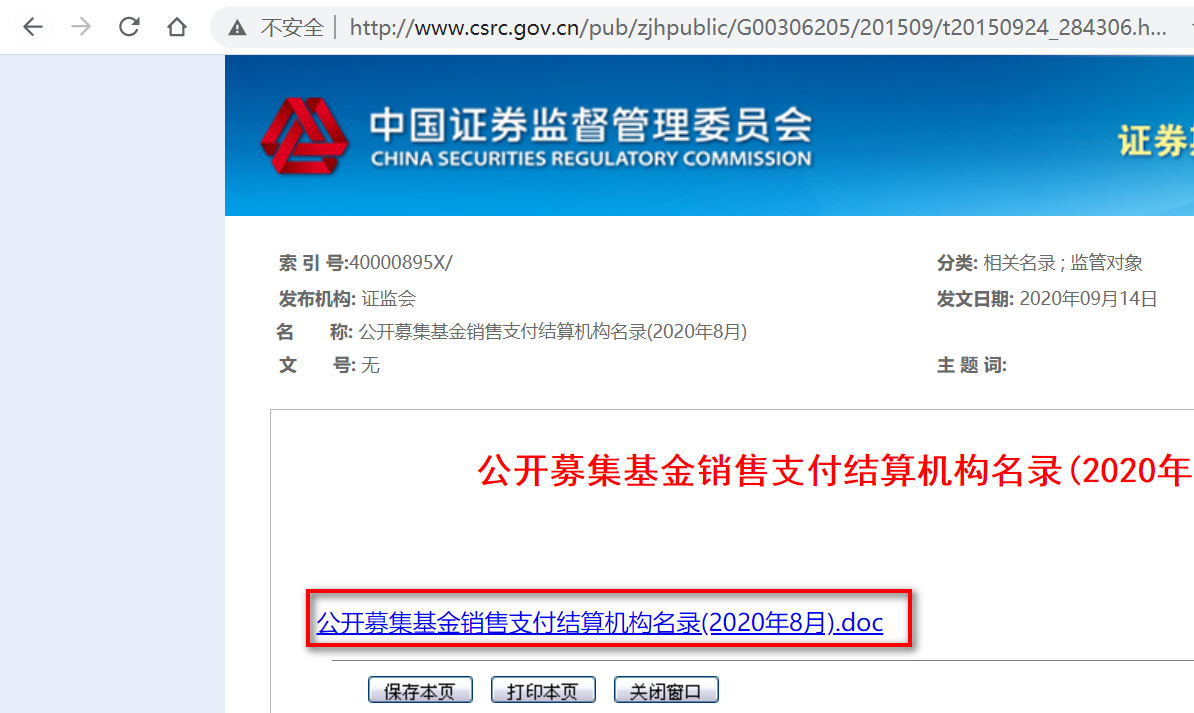 不安全 | http://www.csrc.gov.cn/pub/zjhpublic/G00306205/201509/t20150924_284306.h...
中国证券监督管理委员会
CHINA SECURITIES REGULATORY COMMISSION
证券
索 引 号:40000895X/
分类: 相关名录 ; 监管对象
发布机构: 证监会
发文日期: 2020年09月14日
名 称: 公开募集基金销售支付结算机构名录(2020年8月)
文 号: 无
主 题 词:
公开募集基金销售支付结算机构名录(2020年
公开募集基金销售支付结算机构名录(2020年8月).doc
保存本页 打印本页 关闭窗口